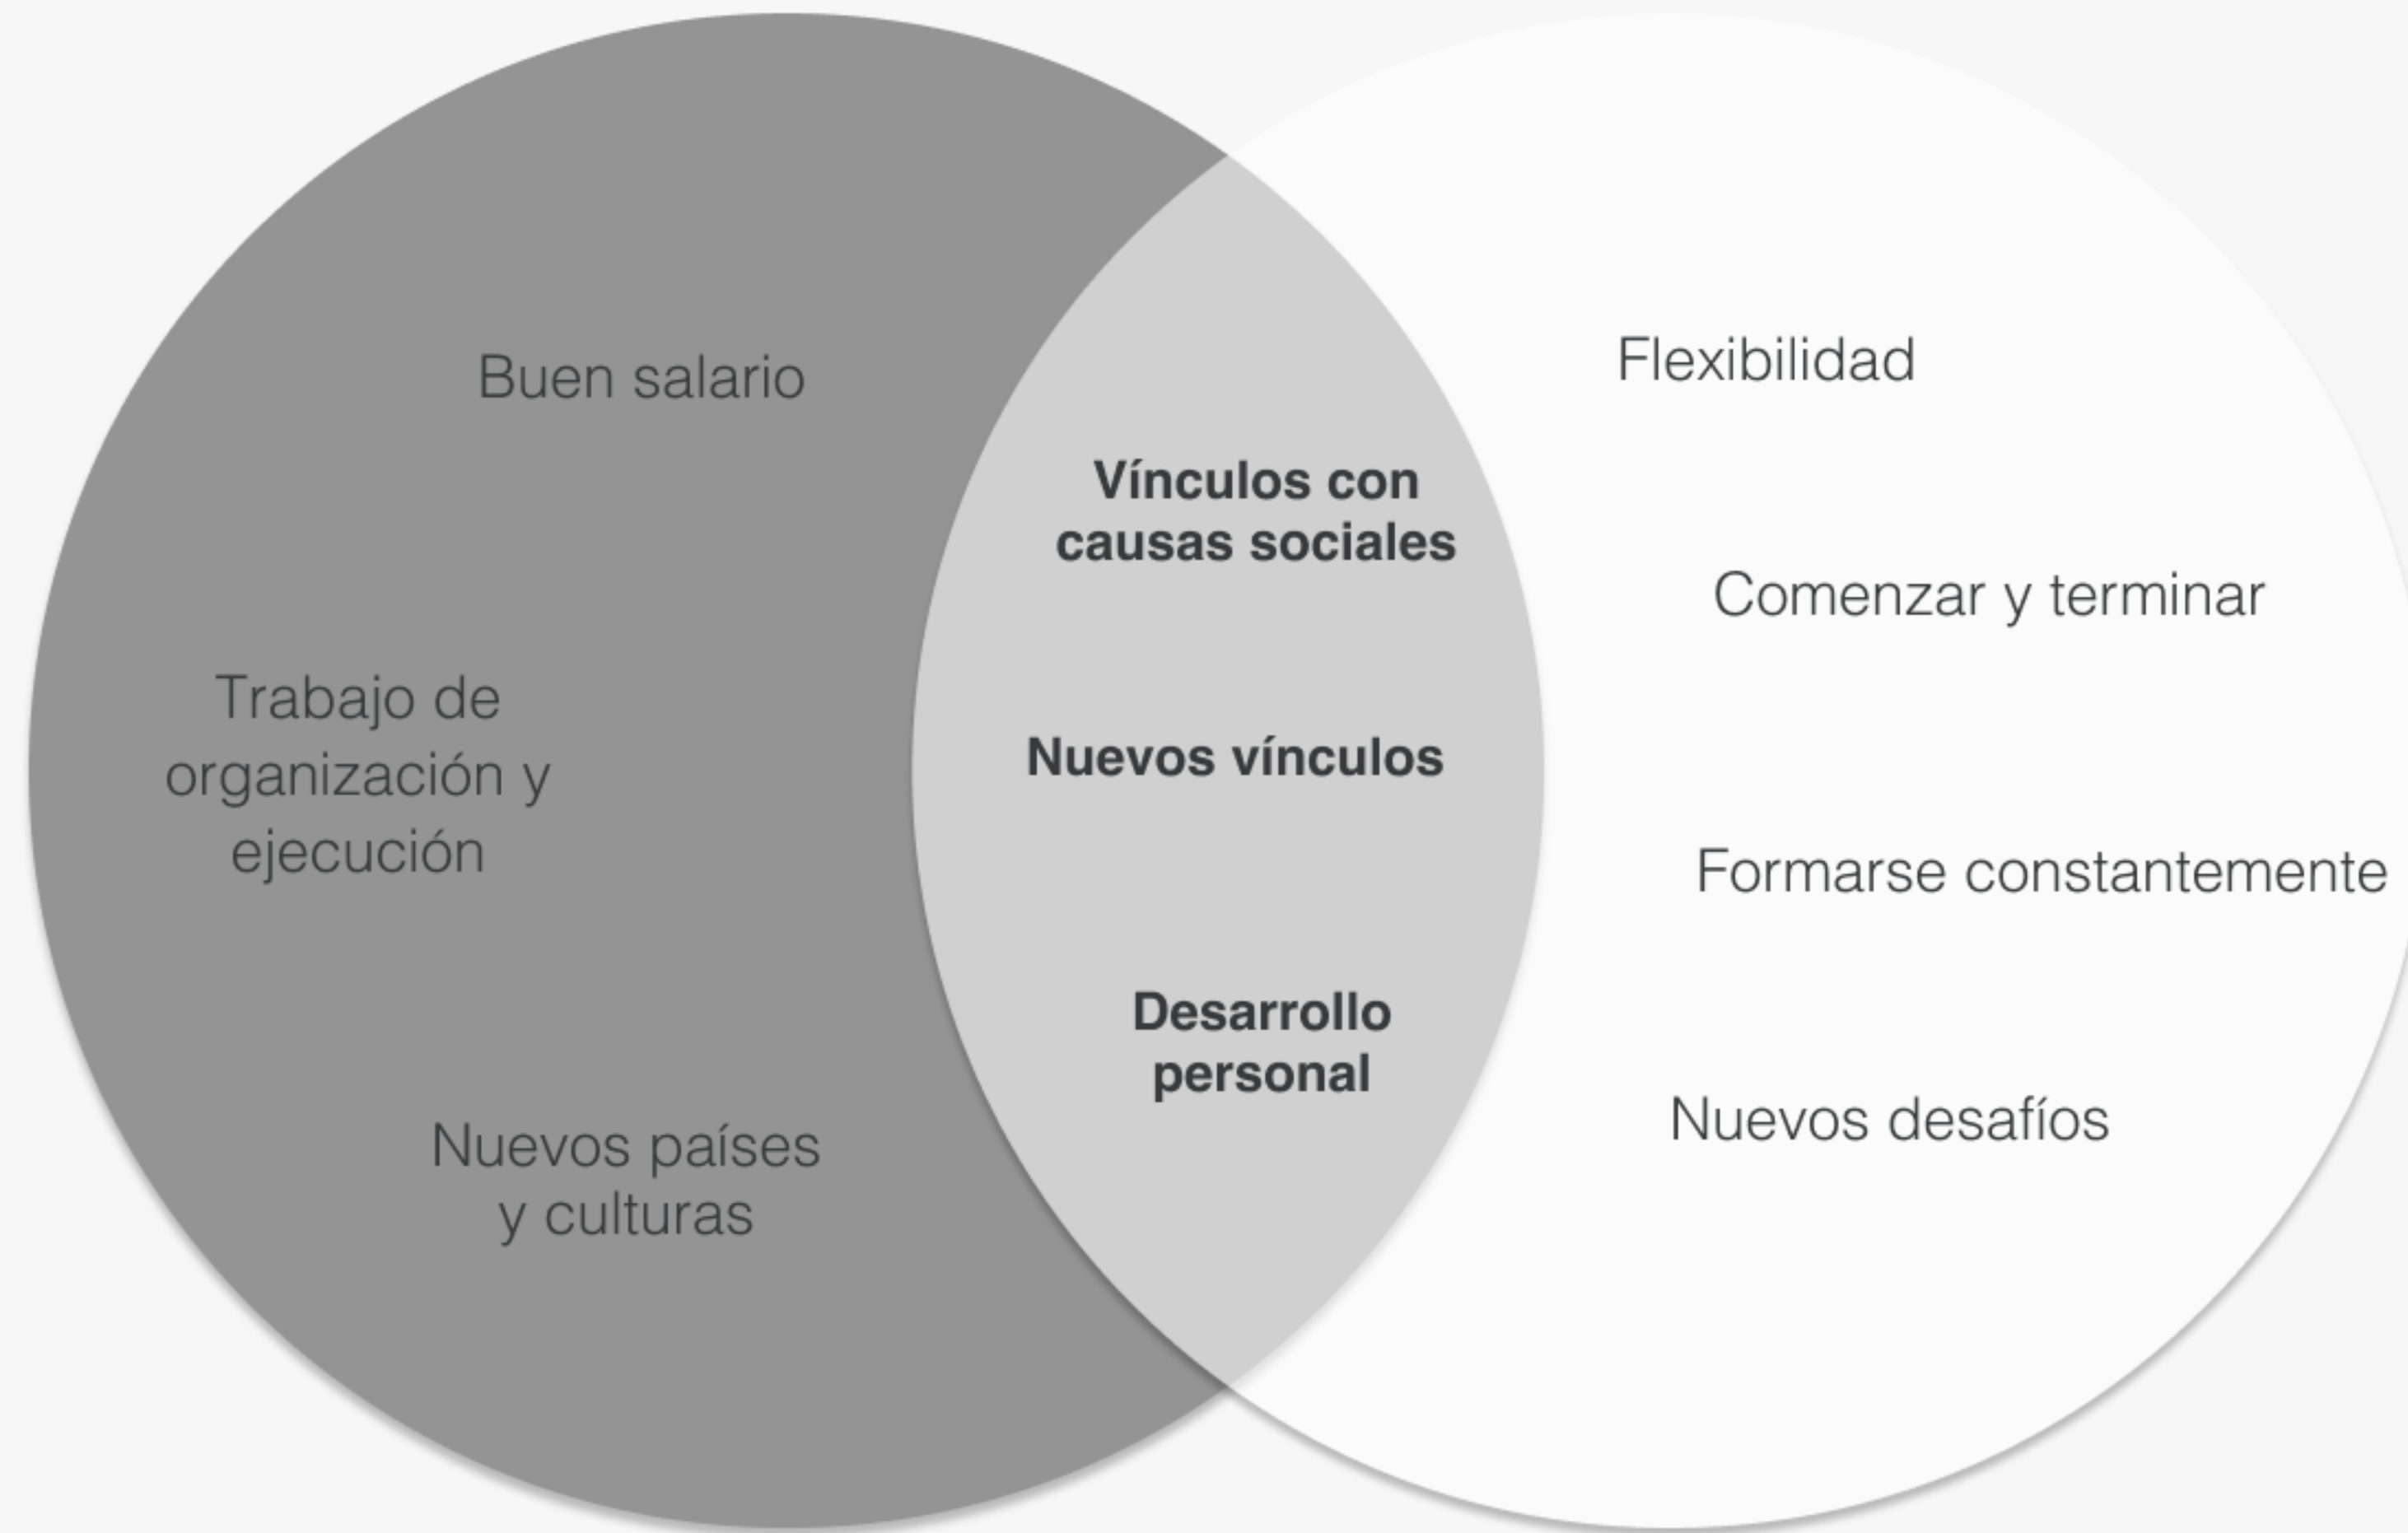 Buen salario
Trabajo de
organización y
ejecución
Nuevos países
y culturas
Vínculos con
causas sociales
Nuevos vínculos
Desarrollo
personal
Flexibilidad
Comenzar y terminar
Formarse constantemente
Nuevos desafíos